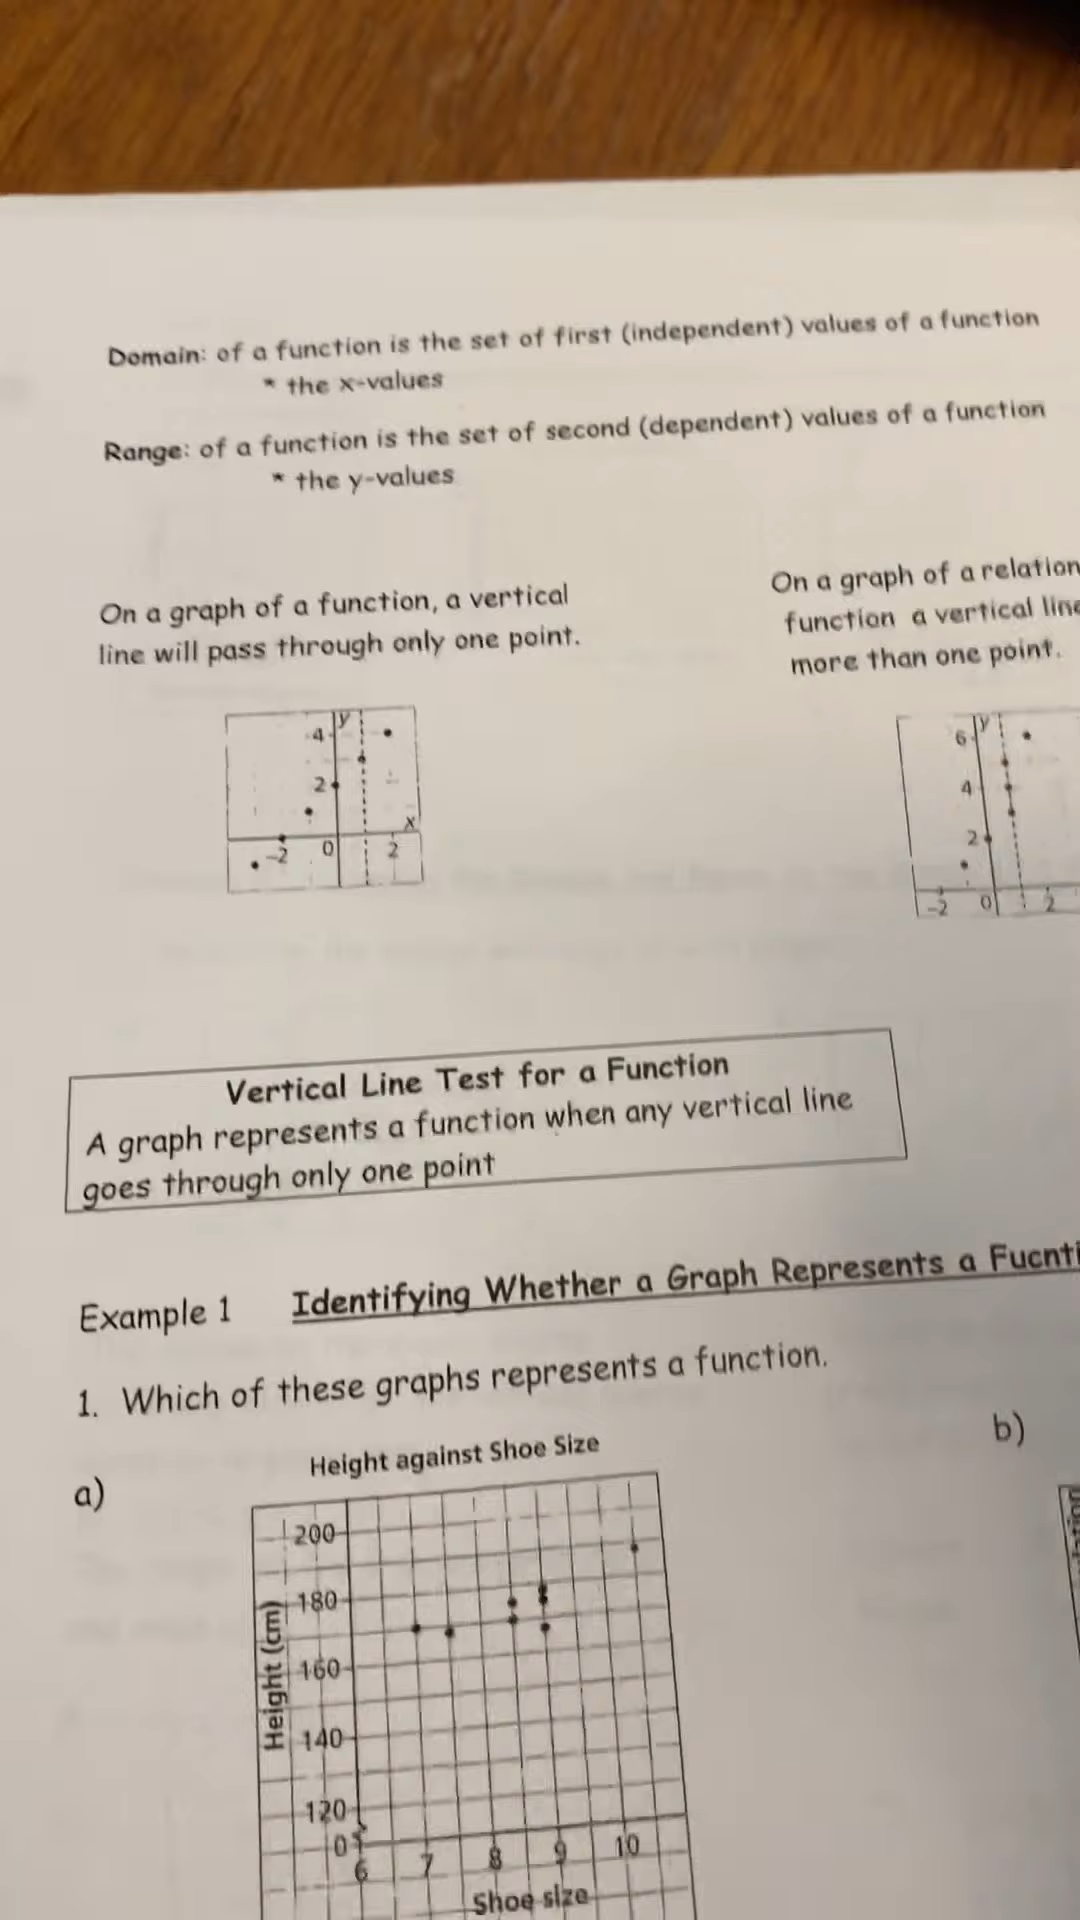 Domain: of a function is the set of first (independent) values of a function
* the x-values
Range: of a function is the set of second (dependent) values of a function
* the y-values
On a graph of a function, a vertical
line will pass through only one point.
On a graph of a relation
function a vertical line
more than one point.
y
4
2
x
-2
0
2
y
6
4
2
-2
0
2
Vertical Line Test for a Function
A graph represents a function when any vertical line
goes through only one point
Example 1 Identifying Whether a Graph Represents a Fucnti
1. Which of these graphs represents a function.
a)
Height against Shoe Size
Height (cm)
200
180
160
140
120
0
6 7 8 9 10
Shoe size
b)